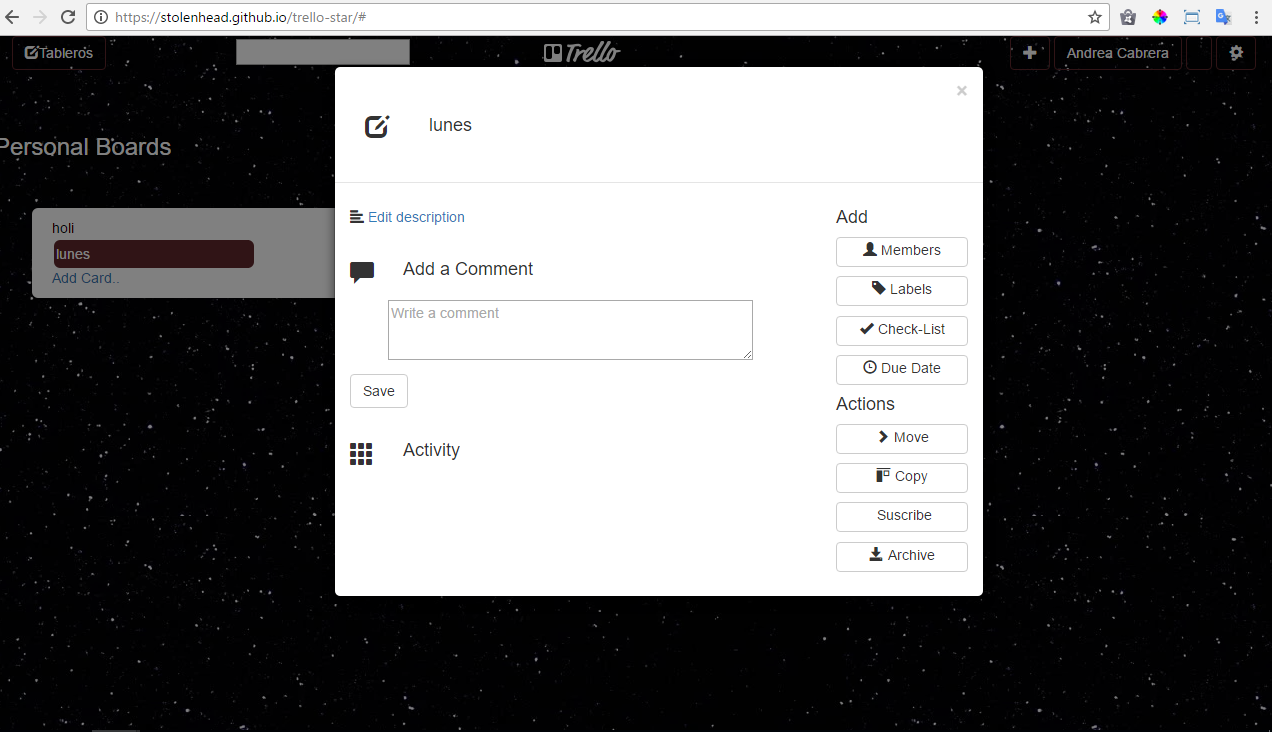 https://stolenhead.github.io/trello-star/#
Tableros
Trello
Andrea Cabrera
Personal Boards
holi
lunes
Add Card..
×
lunes
Edit description
Add a Comment
Write a comment
Save
Activity
Add
Members
Labels
Check-List
Due Date
Actions
Move
Copy
Suscribe
Archive